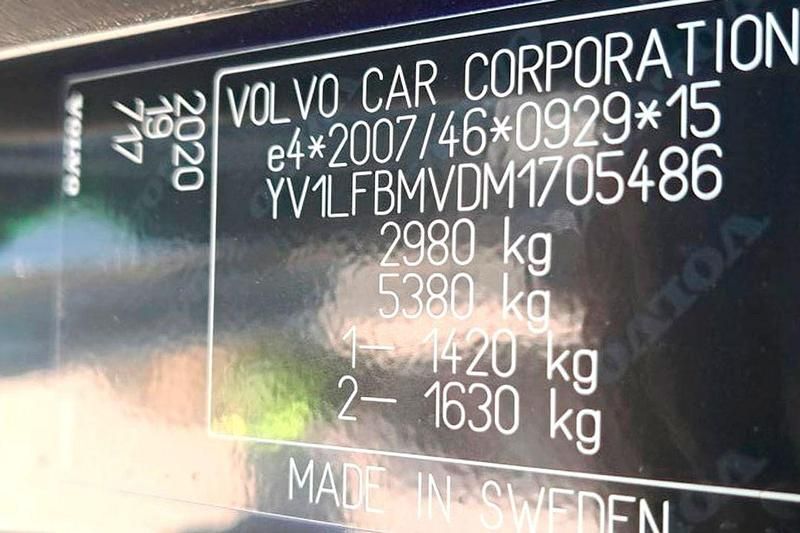 VOLVO CAR CORPORATION
e4*2007/46*0929*15
YV1LFBMVDM1705486
2980 kg
5380 kg
1— 1420 kg
2— 1630 kg
MADE IN SWEDEN
2020
19
717
VOLVO
VOLVO